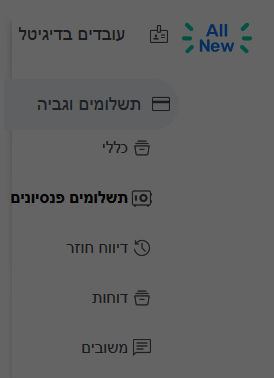 All
New
עובדים בדיגיטל
תשלומים וגביה
כללי
תשלומים פנסיונים
דיווח חוזר
דוחות
משובים